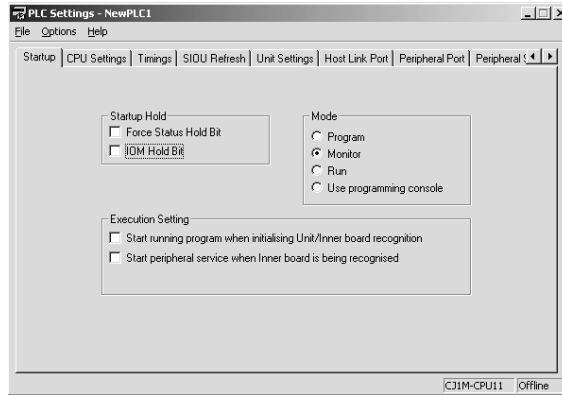 PLC Settings - NewPLC1
File Options Help
Startup CPU Settings Timings SIOU Refresh Unit Settings Host Link Port Peripheral Port Peripheral
Startup Hold
Force Status Hold Bit
IOM Hold Bit
Mode
Program
Monitor
Run
Use programming console
Execution Setting
Start running program when initialising Unit/Inner board recognition
Start peripheral service when Inner board is being recognised
CJ1M-CPU11 Offline